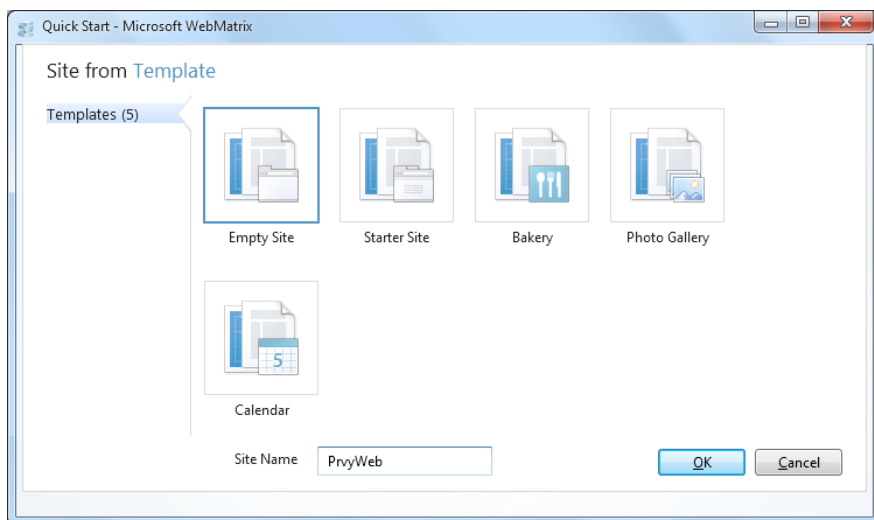 Quick Start - Microsoft WebMatrix
Site from Template
Templates (5)
Empty Site
Starter Site
Bakery
Photo Gallery
5
Calendar
Site Name
PrvyWeb
OK
Cancel